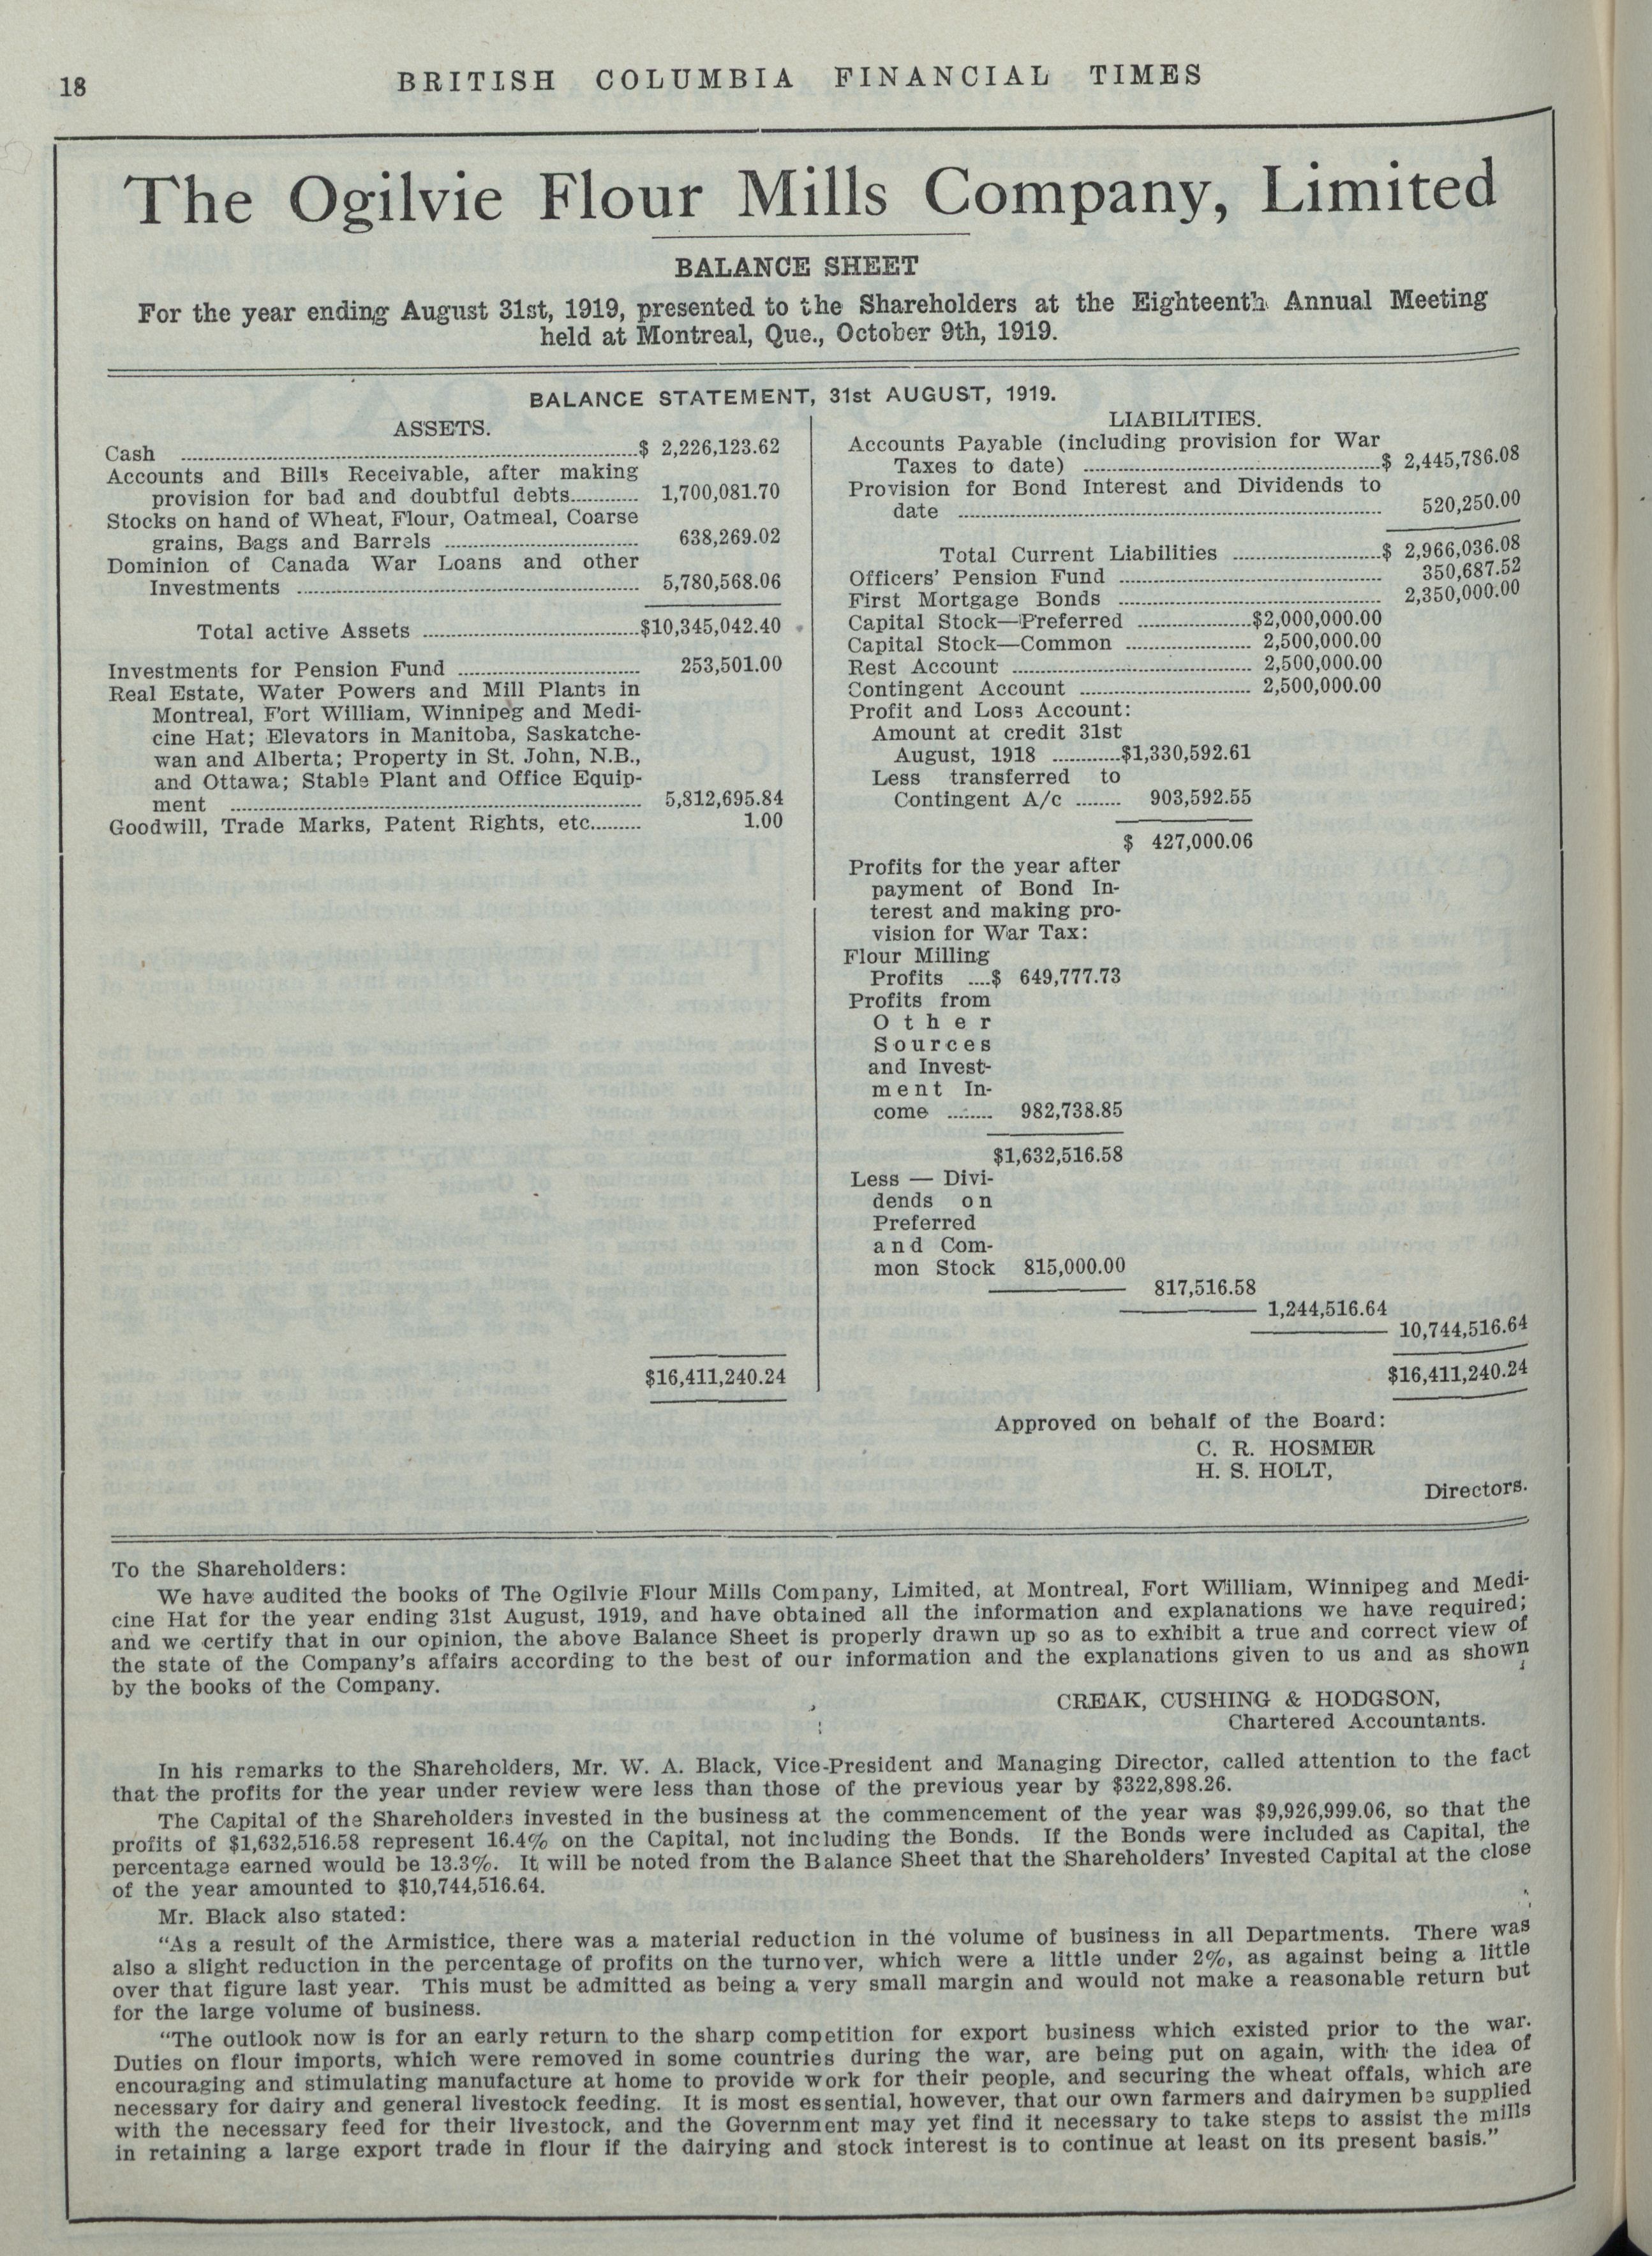 18
BRITISH COLUMBIA FINANCIAL TIMES
The Ogilvie Flour Mills Company, Limited
BALANCE SHEET
For the year ending August 31st, 1919, presented to the Shareholders at the Eighteenth Annual Meeting
held at Montreal, Que., October 9th, 1919.
BALANCE STATEMENT, 31st AUGUST, 1919.
ASSETS.
Cash ........ $ 2,226,123.62
Accounts and Bills Receivable, after making
provision for bad and doubtful debts............ 1,700,081.70
Stocks on hand of Wheat, Flour, Oatmeal, Coarse
grains, Bags and Barrels ........ 638,269.02
Dominion of Canada War Loans and other
Investments ........ 5,780,568.06
Total active Assets ........ $10,345,042.40
Investments for Pension Fund ........ 253,501.00
Real Estate, Water Powers and Mill Plants in
Montreal, Fort William, Winnipeg and Medi-
cine Hat; Elevators in Manitoba, Saskatche-
wan and Alberta; Property in St. John, N.B.,
and Ottawa; Stable Plant and Office Equip-
ment ........ 5,812,695.84
Goodwill, Trade Marks, Patent Rights, etc......... 1.00
$16,411,240.24
LIABILITIES.
Accounts Payable (including provision for War
Taxes to date) ........ $ 2,445,786.08
Provision for Bond Interest and Dividends to
date ........ 520,250.00
Total Current Liabilities ........ $ 2,966,036.08
Officers' Pension Fund ........ 350,687.52
First Mortgage Bonds ........ 2,350,000.00
Capital Stock—Preferred ........ $2,000,000.00
Capital Stock—Common ........ 2,500,000.00
Rest Account ........ 2,500,000.00
Contingent Account ........ 2,500,000.00
Profit and Loss Account:
Amount at credit 31st
August, 1918 ............$1,330,592.61
Less transferred to
Contingent A/c ........ 903,592.55
$ 427,000.06
Profits for the year after
payment of Bond In-
terest and making pro-
vision for War Tax:
Flour Milling
Profits ....$ 649,777.73
Profits from
Other
Sources
and Invest-
ment In-
come ........ 982,738.85
$1,632,516.58
Less — Divi-
dends on
Preferred
and Com-
mon Stock 815,000.00
817,516.58
1,244,516.64
10,744,516.64
$16,411,240.24
Approved on behalf of the Board:
C. R. HOSMER
H. S. HOLT,
Directors.
To the Shareholders:
We have audited the books of The Ogilvie Flour Mills Company, Limited, at Montreal, Fort William, Winnipeg and Medi-
cine Hat for the year ending 31st August, 1919, and have obtained all the information and explanations we have required;
and we certify that in our opinion, the above Balance Sheet is properly drawn up so as to exhibit a true and correct view of
the state of the Company's affairs according to the best of our information and the explanations given to us and as shown
by the books of the Company.
CREAK, CUSHING & HODGSON,
Chartered Accountants.
In his remarks to the Shareholders, Mr. W. A. Black, Vice-President and Managing Director, called attention to the fact
that the profits for the year under review were less than those of the previous year by $322,898.26.
The Capital of the Shareholders invested in the business at the commencement of the year was $9,926,999.06, so that the
profits of $1,632,516.58 represent 16.4% on the Capital, not including the Bonds. If the Bonds were included as Capital, the
percentage earned would be 13.3%. It will be noted from the Balance Sheet that the Shareholders' Invested Capital at the close
of the year amounted to $10,744,516.64.
Mr. Black also stated:
"As a result of the Armistice, there was a material reduction in the volume of business in all Departments. There was
also a slight reduction in the percentage of profits on the turnover, which were a little under 2%, as against being a little
over that figure last year. This must be admitted as being a very small margin and would not make a reasonable return but
for the large volume of business.
"The outlook now is for an early return to the sharp competition for export business which existed prior to the war.
Duties on flour imports, which were removed in some countries during the war, are being put on again, with the idea of
encouraging and stimulating manufacture at home to provide work for their people, and securing the wheat offals, which are
necessary for dairy and general livestock feeding. It is most essential, however, that our own farmers and dairymen be supplied
with the necessary feed for their livestock, and the Government may yet find it necessary to take steps to assist the mills
in retaining a large export trade in flour if the dairying and stock interest is to continue at least on its present basis."